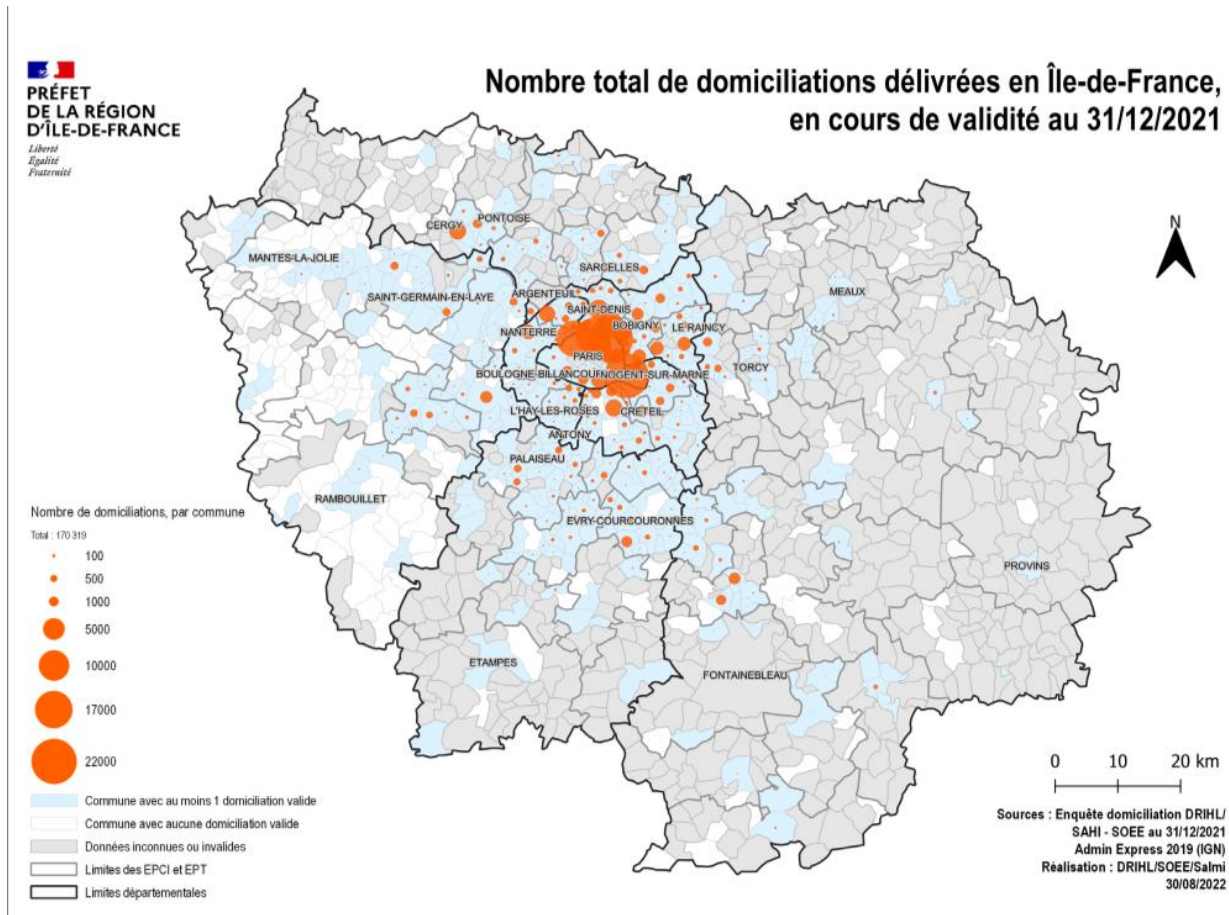 PRÉFET
DE LA RÉGION
D'ÎLE-DE-FRANCE
Liberté
Égalité
Fraternité
Nombre total de domiciliations délivrées en Île-de-France,
en cours de validité au 31/12/2021
N
CERGY
PONTOISE
MANTES-LA-JOLIE
SARCELLES
SAINT-GERMAIN-EN-LAYE
ARGENTEUIL
SAINT-DENIS
MEAUX
NANTERRE
BOBIGNY
LE RAINCY
PARIS
TORCY
BOULOGNE-BILLANCOUR
NOGENT-SUR-MARNE
L'HAY-LES-ROSES
CRÉTEIL
ANTONY
PALAISEAU
RAMBOUILLET
EVRY-COURCOURONNES
PROVINS
ETAMPES
FONTAINEBLEAU
Nombre de domiciliations, par commune
Total : 170 319
100
500
1000
5000
10000
17000
22000
Commune avec au moins 1 domiciliation valide
Commune avec aucune domiciliation valide
Données inconnues ou invalides
Limites des EPCI et EPT
Limites départementales
0 10 20 km
Sources : Enquête domiciliation DRIHL/
SAHI - SOEE au 31/12/2021
Admin Express 2019 (IGN)
Réalisation : DRIHL/SOEE/Salmi
30/08/2022